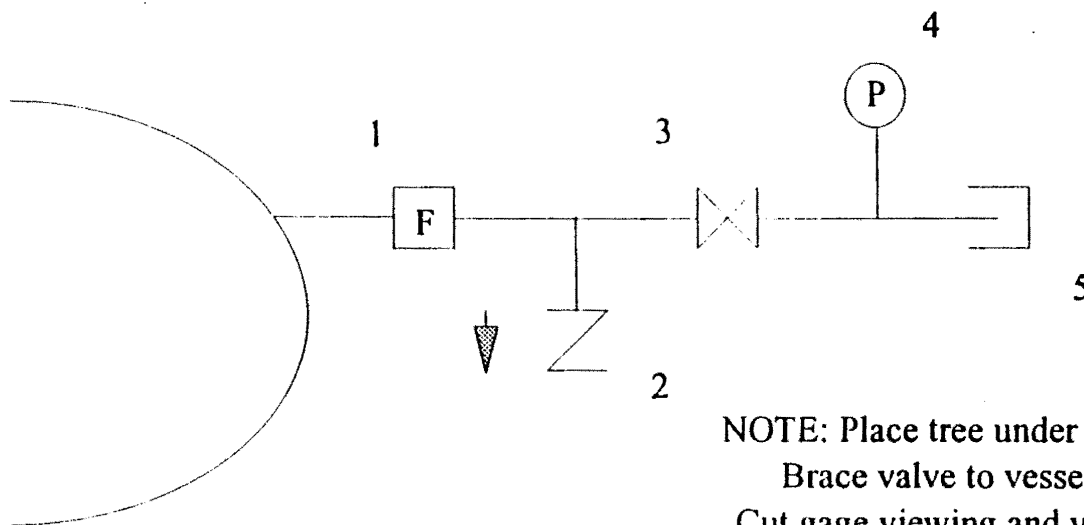 4
1
3
P
F
5
2
NOTE: Place tree under
Brace valve to vesse
Cut gage viewing and v